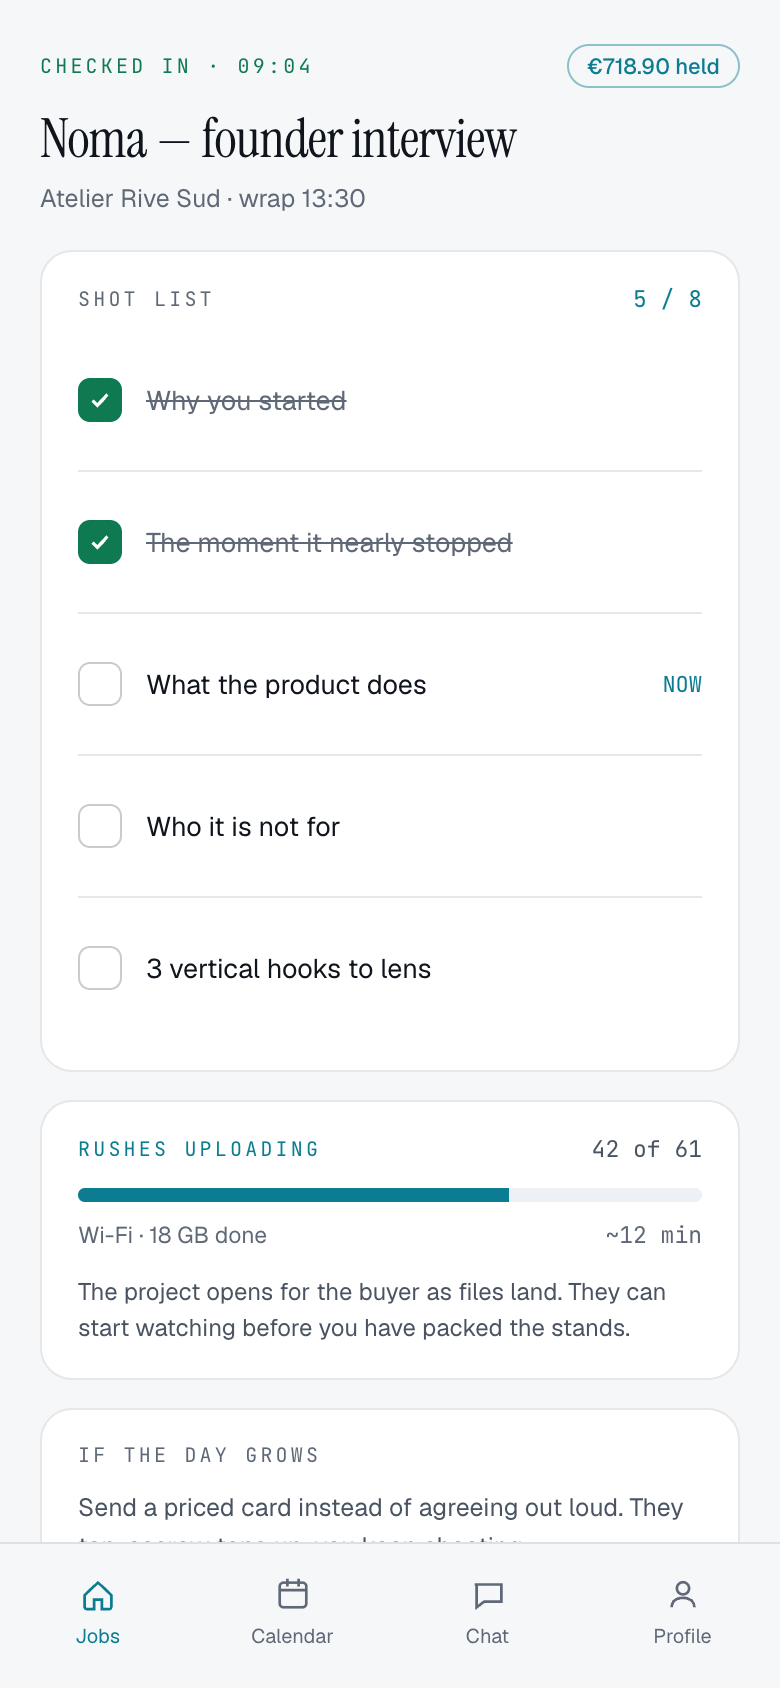 CHECKED IN · 09:04
€718.90 held
Noma — founder interview
Atelier Rive Sud · wrap 13:30
SHOT LIST
5 / 8
Why you started
The moment it nearly stopped
What the product does
NOW
Who it is not for
3 vertical hooks to lens
RUSHES UPLOADING
42 of 61
Wi-Fi · 18 GB done
~12 min
The project opens for the buyer as files land. They can
start watching before you have packed the stands.
IF THE DAY GROWS
Send a priced card instead of agreeing out loud. They
Jobs
Calendar
Chat
Profile